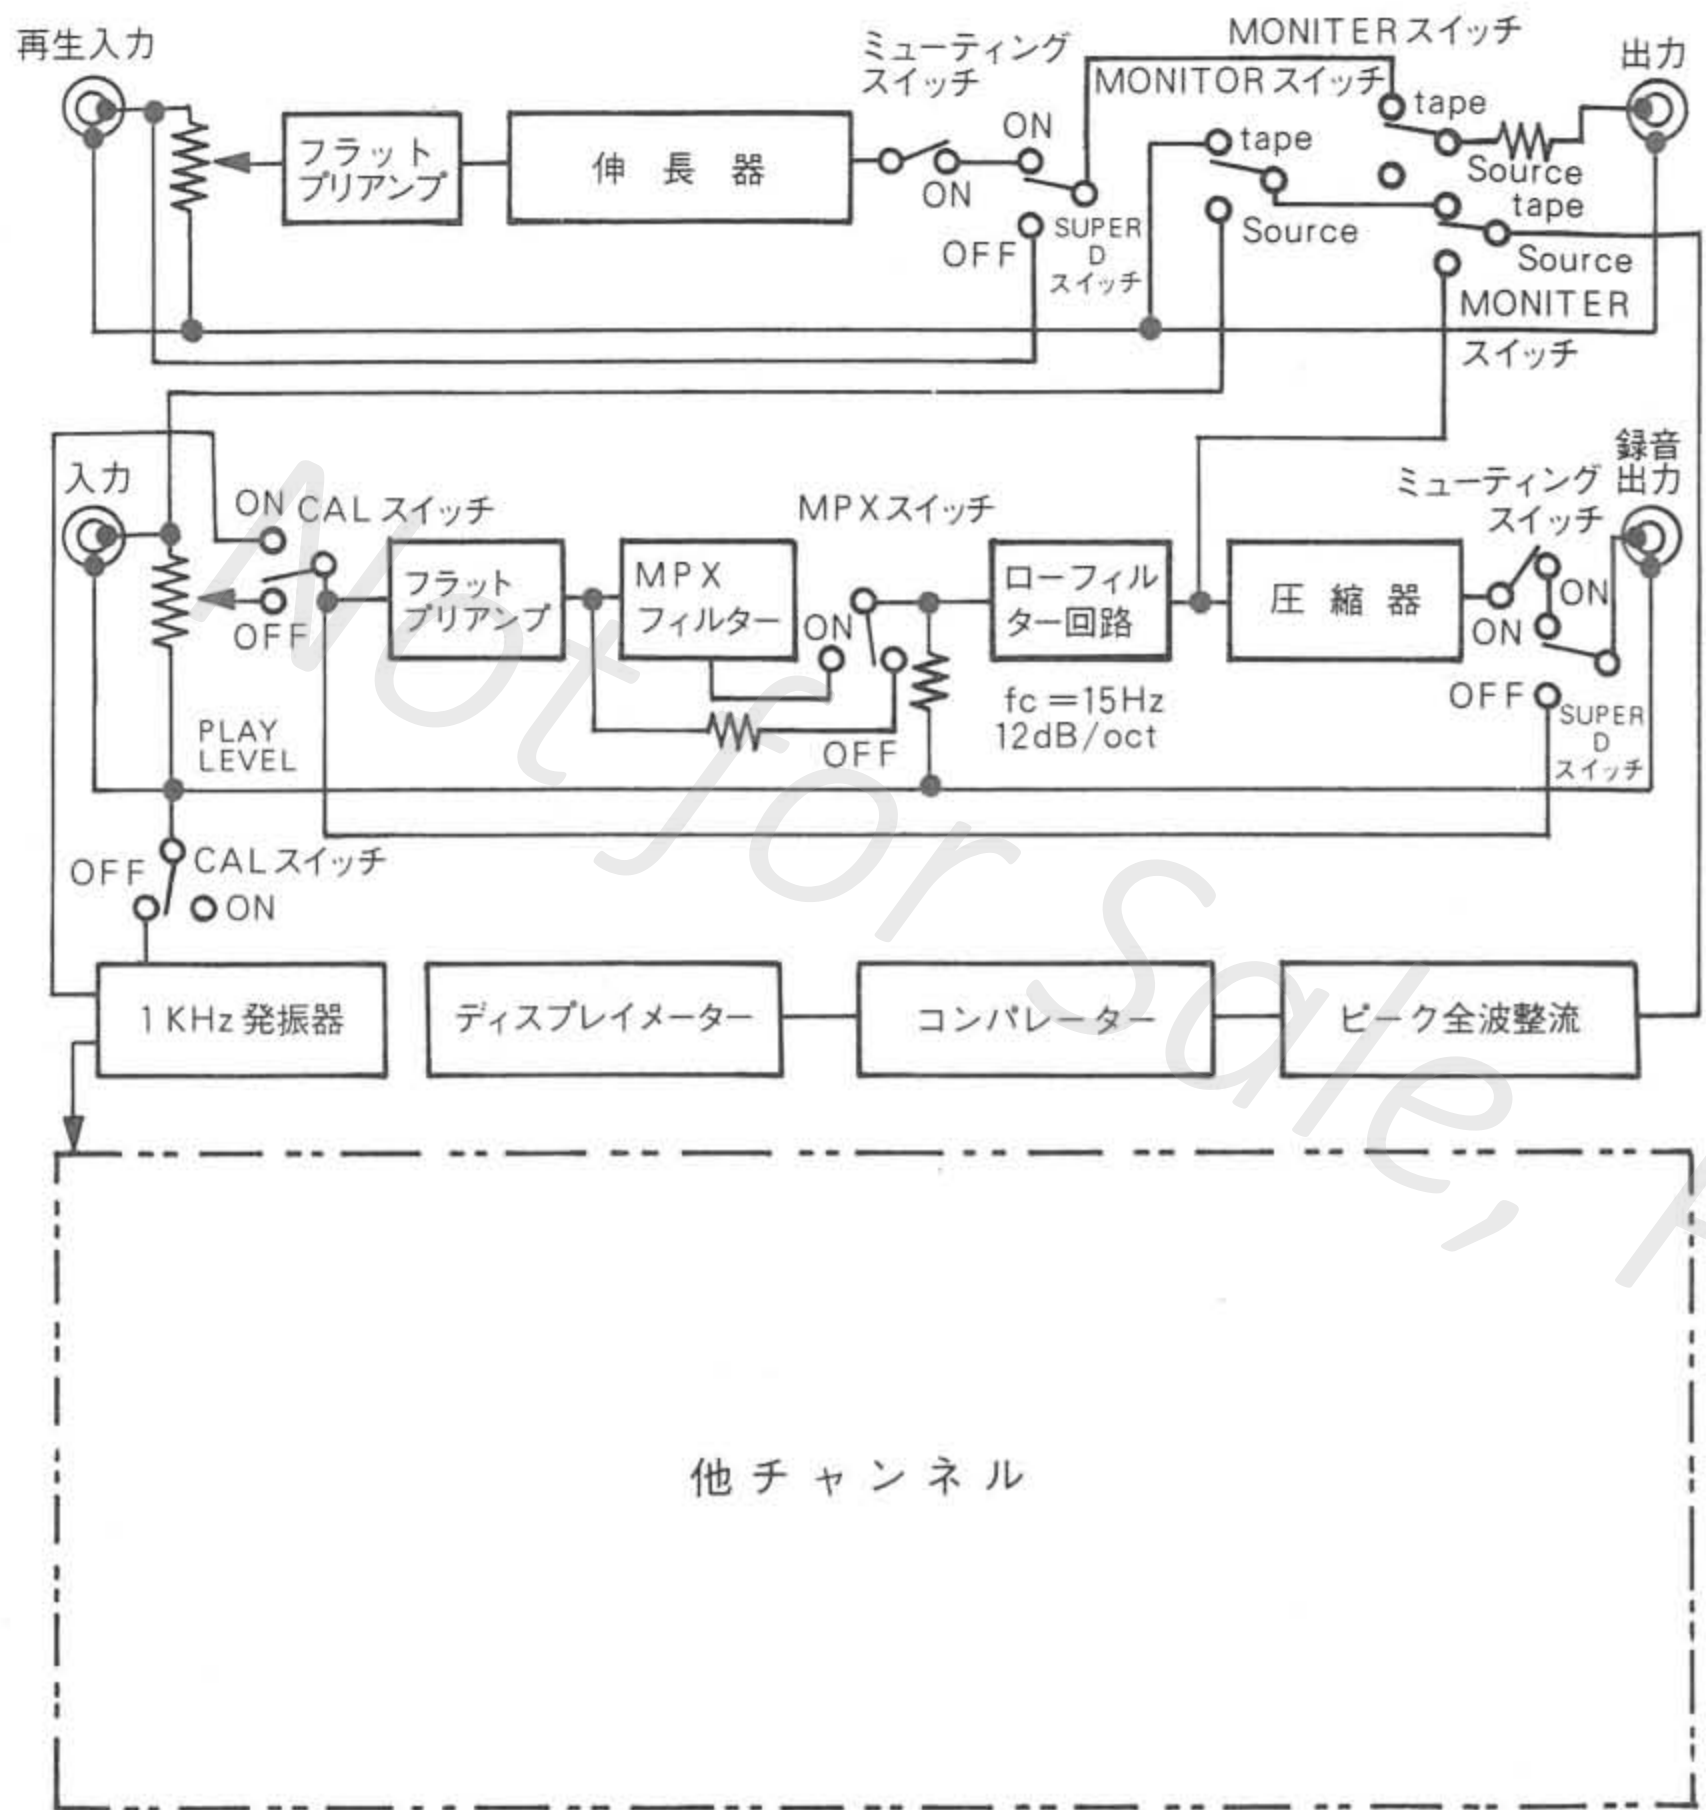 再生入力
ミューティング
スイッチ
MONITERスイッチ
MONITORスイッチ
出力
フラット
プリアンプ
伸長器
ON
ON
OFF
SUPER
D
スイッチ
tape
Source
tape
Source
tape
Source
MONITER
スイッチ
入力
ON
CALスイッチ
OFF
フラット
プリアンプ
MPX
フィルター
MPXスイッチ
ON
OFF
ローフィル
ター回路
fc=15Hz
12dB/oct
圧縮器
ミューティング
スイッチ
録音
出力
ON
ON
OFF
SUPER
D
スイッチ
PLAY
LEVEL
OFF
CALスイッチ
ON
1KHz発振器
ディスプレイメーター
コンパレーター
ピーク全波整流
他チャンネル
Not for Sale,